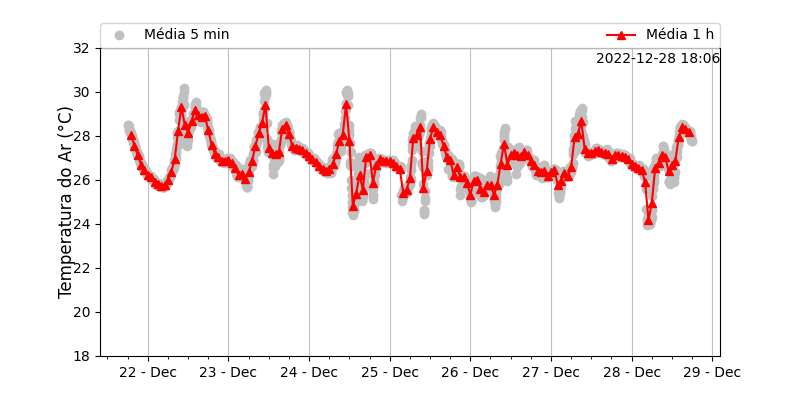 Média 5 min
Média 1 h
2022-12-28 18:06
Temperatura do Ar (°C)
32
30
28
26
24
22
20
18
22 - Dec
23 - Dec
24 - Dec
25 - Dec
26 - Dec
27 - Dec
28 - Dec
29 - Dec